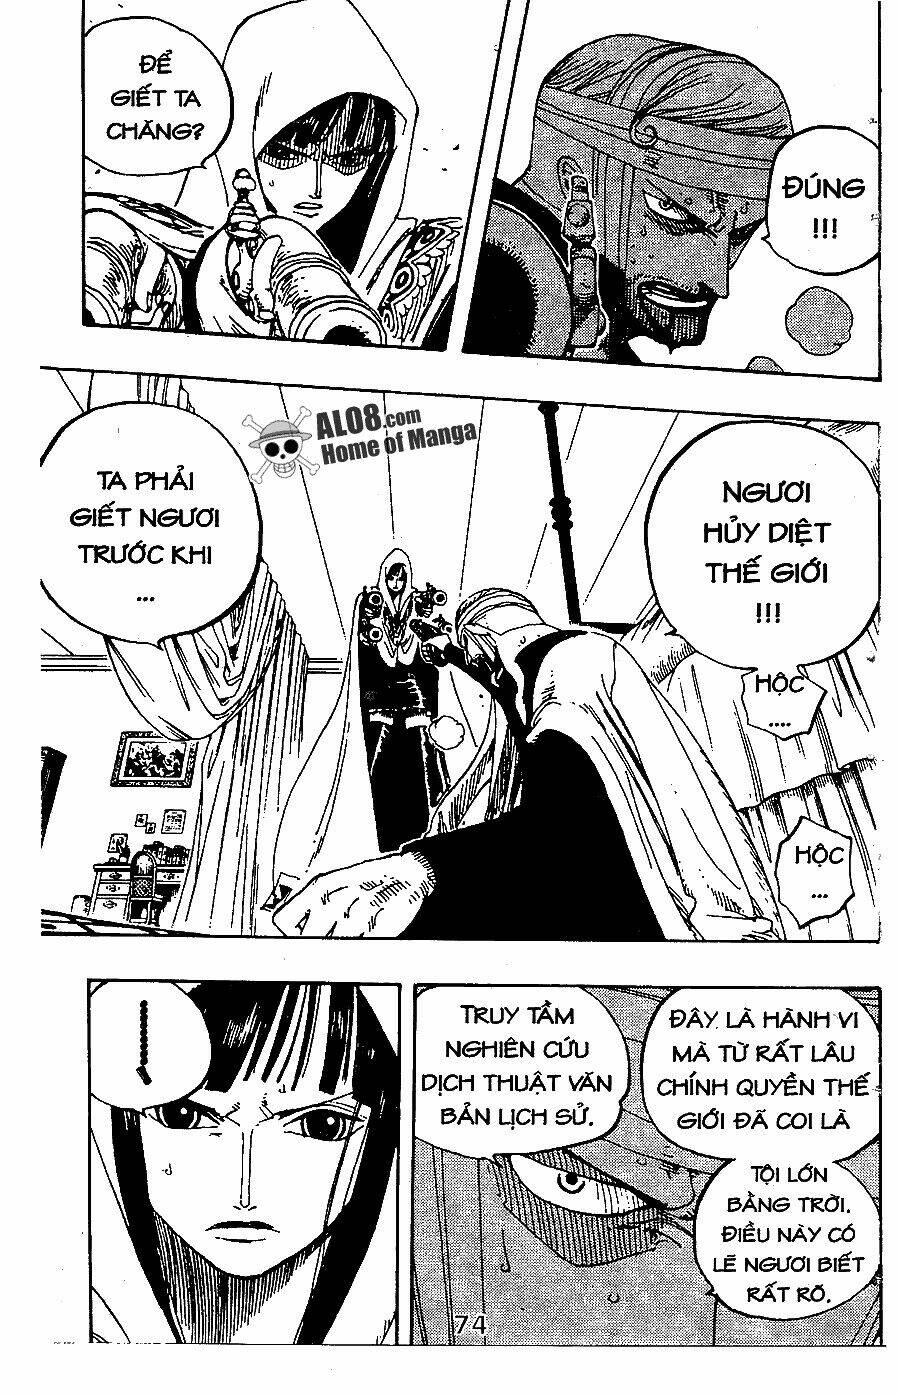 ĐỂ
GIẾT TA
CHĂNG?
ĐÚNG
!!!
AL08.com
Home of Manga
TA PHẢI
GIẾT NGƯƠI
TRƯỚC KHI
...
NGƯƠI
HỦY DIỆT
THẾ GIỚI
!!!
HỘC
....
HỘC
...
TRUY TẦM
NGHIÊN CỨU
DỊCH THUẬT VĂN
BẢN LỊCH SỬ.
ĐÂY LÀ HÀNH VI
MÀ TỪ RẤT LÂU
CHÍNH QUYỀN THẾ
GIỚI ĐÃ COI LÀ
TỘI LỚN
BẰNG TRỜI.
ĐIỀU NÀY CÓ
LẼ NGƯƠI BIẾT
RẤT RÕ.
74